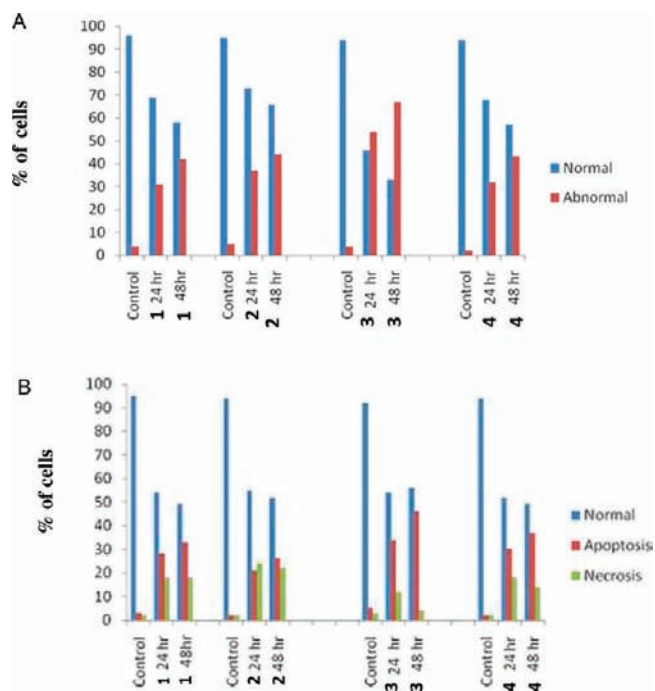 A
100
90
80
70
60
50
40
30
20
10
0
% of cells
Control
1 24 hr
1 48hr
Control
2 24 hr
2 48 hr
Control
3 24 hr
3 48 hr
Control
4 24 hr
4 48 hr
Normal
Abnormal
B
100
90
80
70
60
50
40
30
20
10
0
% of cells
Control
1 24 hr
1 48hr
Control
2 24 hr
2 48 hr
Control
3 24 hr
3 48 hr
Control
4 24 hr
4 48 hr
Normal
Apoptosis
Necrosis